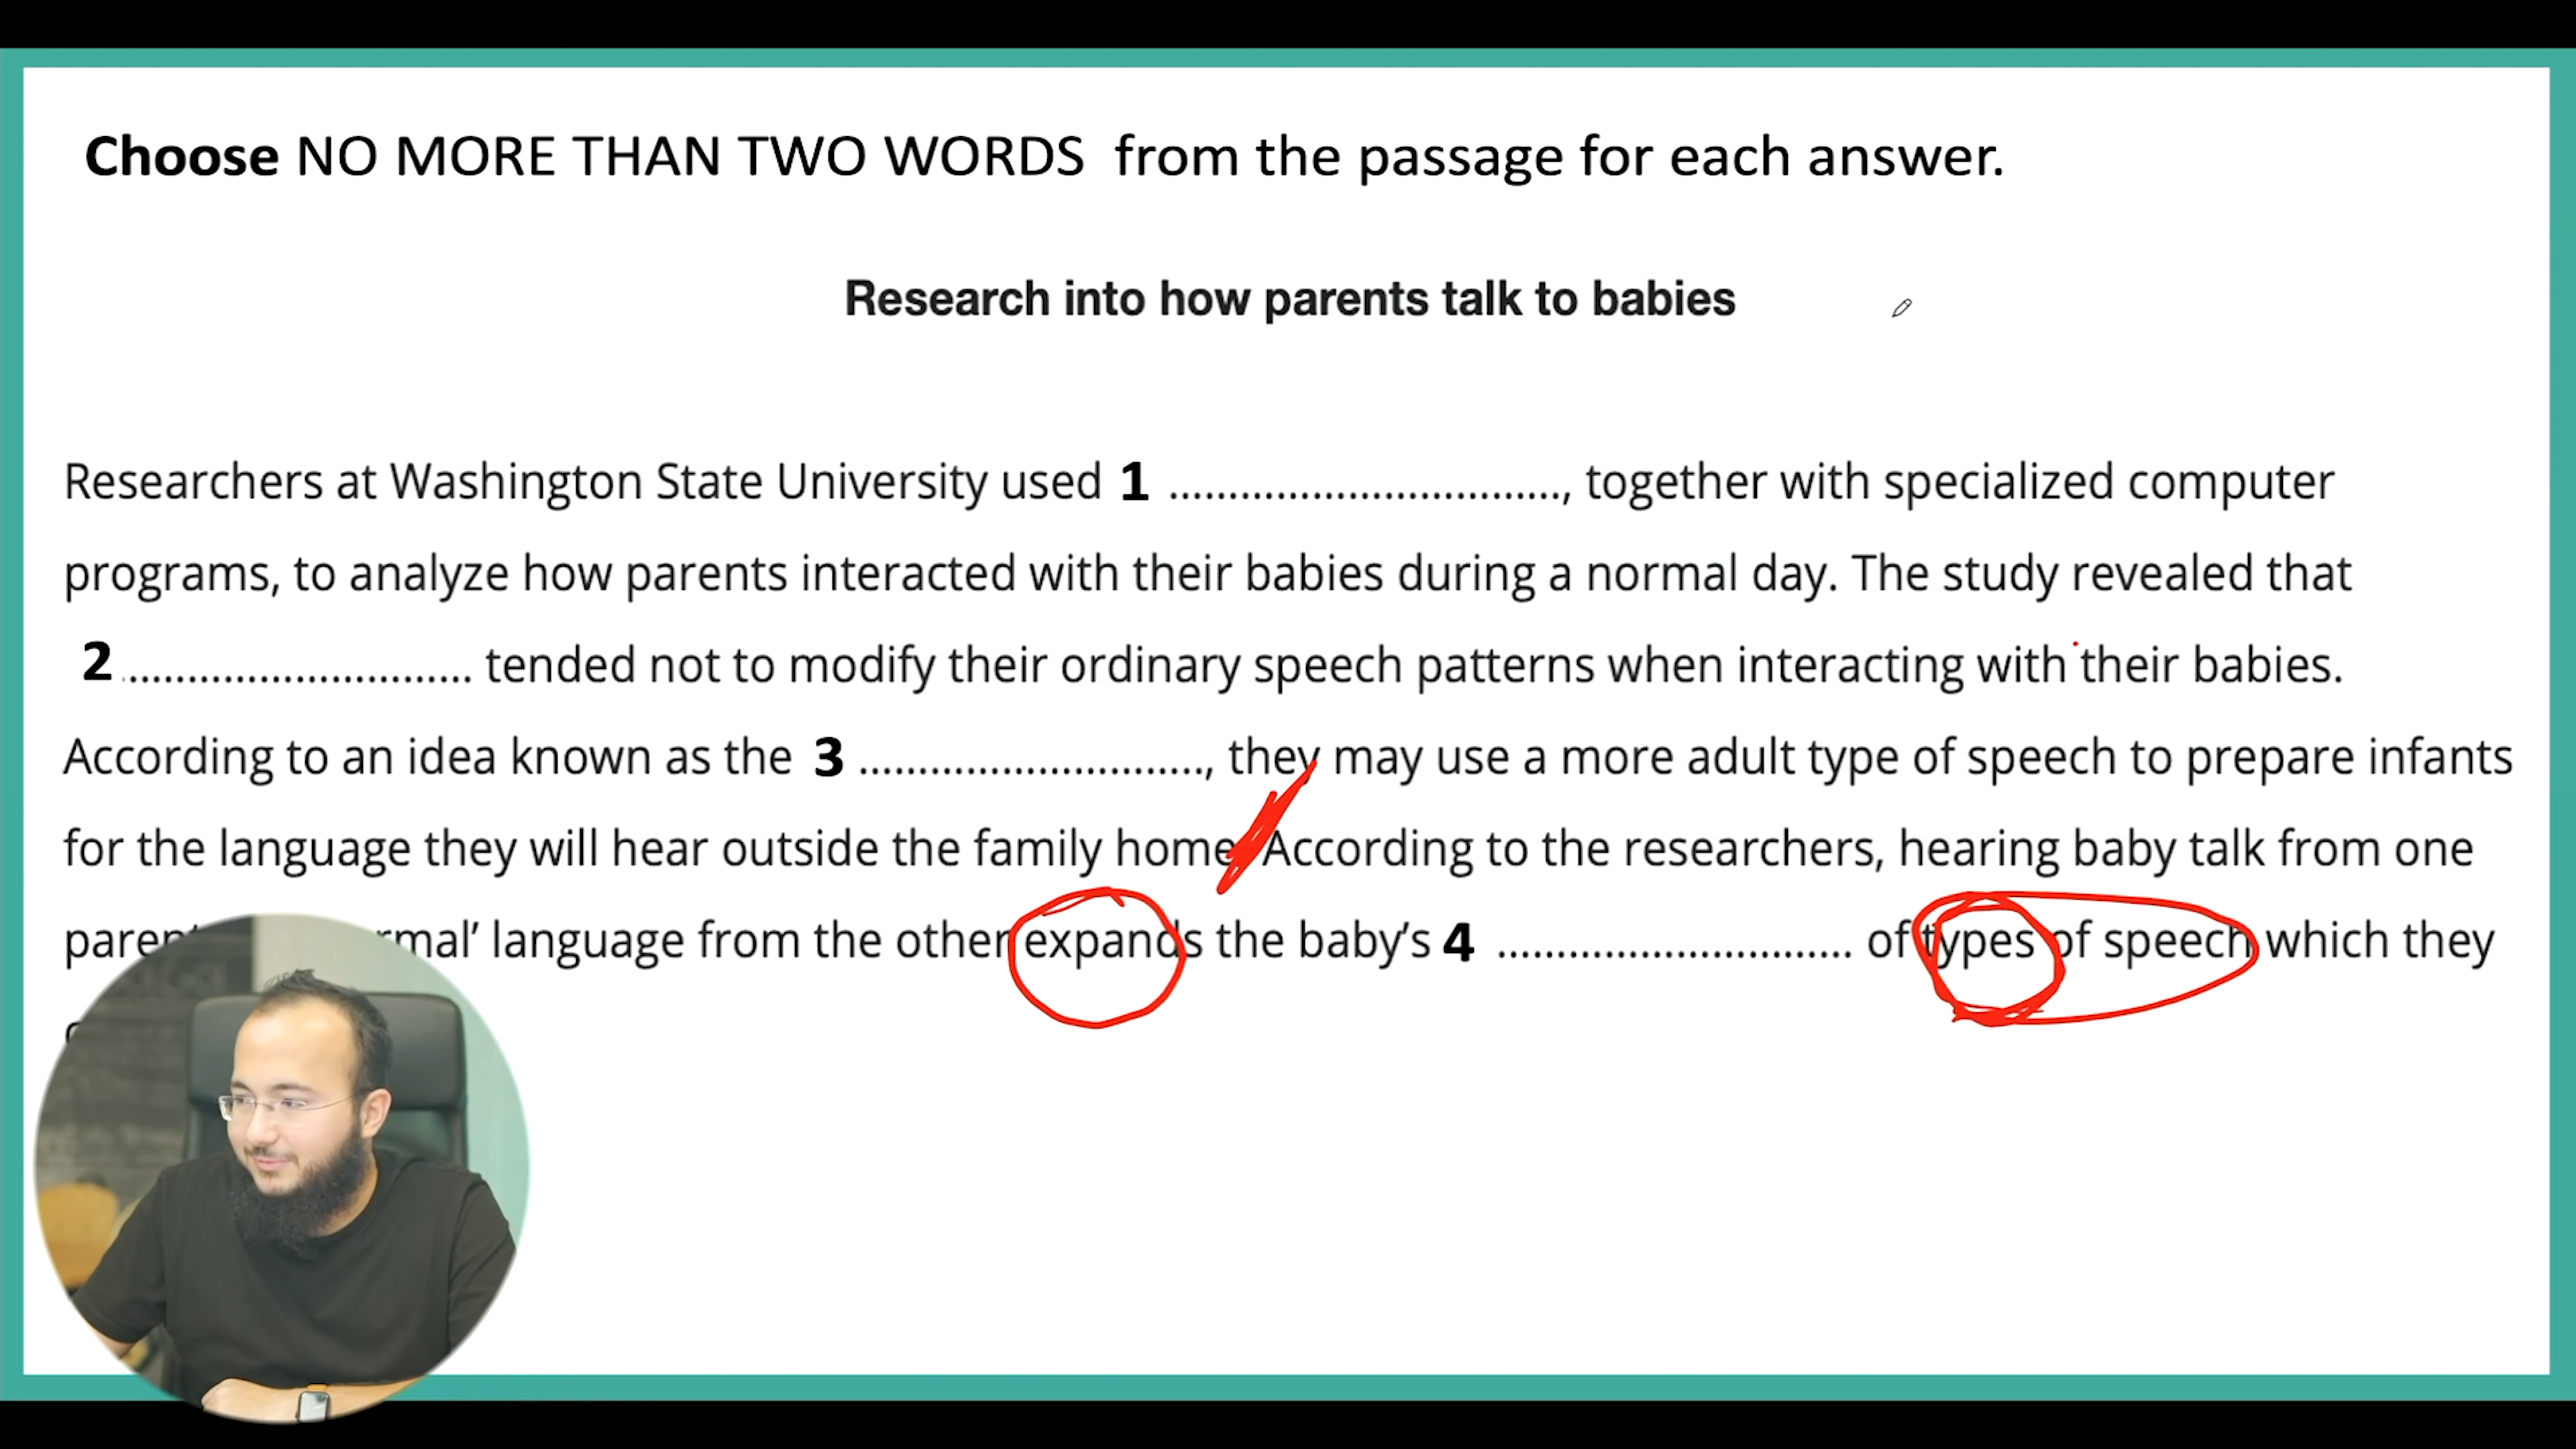 Choose NO MORE THAN TWO WORDS from the passage for each answer.
Research into how parents talk to babies
Researchers at Washington State University used 1 ................................., together with specialized computer
programs, to analyze how parents interacted with their babies during a normal day. The study revealed that
2 .............................. tended not to modify their ordinary speech patterns when interacting with their babies.
According to an idea known as the 3 ............................., they may use a more adult type of speech to prepare infants
for the language they will hear outside the family home. According to the researchers, hearing baby talk from one
language from the other expands the baby’s 4 .............................. of types of speech which they